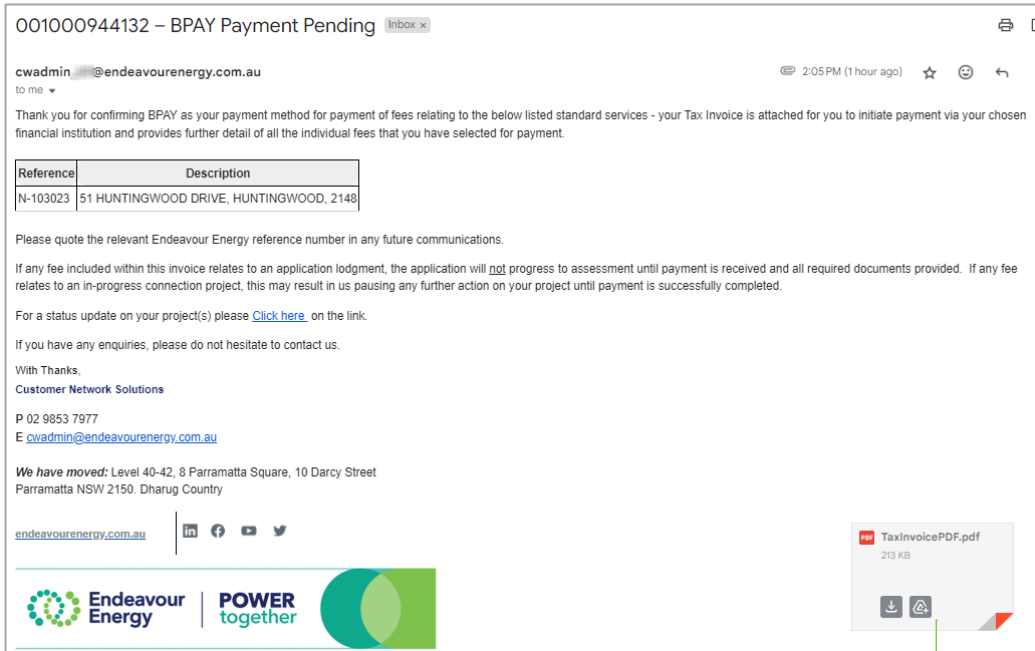 001000944132 – BPAY Payment Pending Inbox ×
cwadmin @endeavourenergy.com.au 2:05 PM (1 hour ago)
to me
Thank you for confirming BPAY as your payment method for payment of fees relating to the below listed standard services - your Tax Invoice is attached for you to initiate payment via your chosen
financial institution and provides further detail of all the individual fees that you have selected for payment.
Reference Description
N-103023 51 HUNTINGWOOD DRIVE, HUNTINGWOOD, 2148
Please quote the relevant Endeavour Energy reference number in any future communications.
If any fee included within this invoice relates to an application lodgment, the application will not progress to assessment until payment is received and all required documents provided. If any fee
relates to an in-progress connection project, this may result in us pausing any further action on your project until payment is successfully completed.
For a status update on your project(s) please Click here on the link.
If you have any enquiries, please do not hesitate to contact us.
With Thanks,
Customer Network Solutions
P 02 9853 7977
E cwadmin@endeavourenergy.com.au
We have moved: Level 40-42, 8 Parramatta Square, 10 Darcy Street
Parramatta NSW 2150. Dharug Country
endeavourenergy.com.au
in
PDF TaxInvoicePDF.pdf
213 KB
Endeavour Energy POWER together